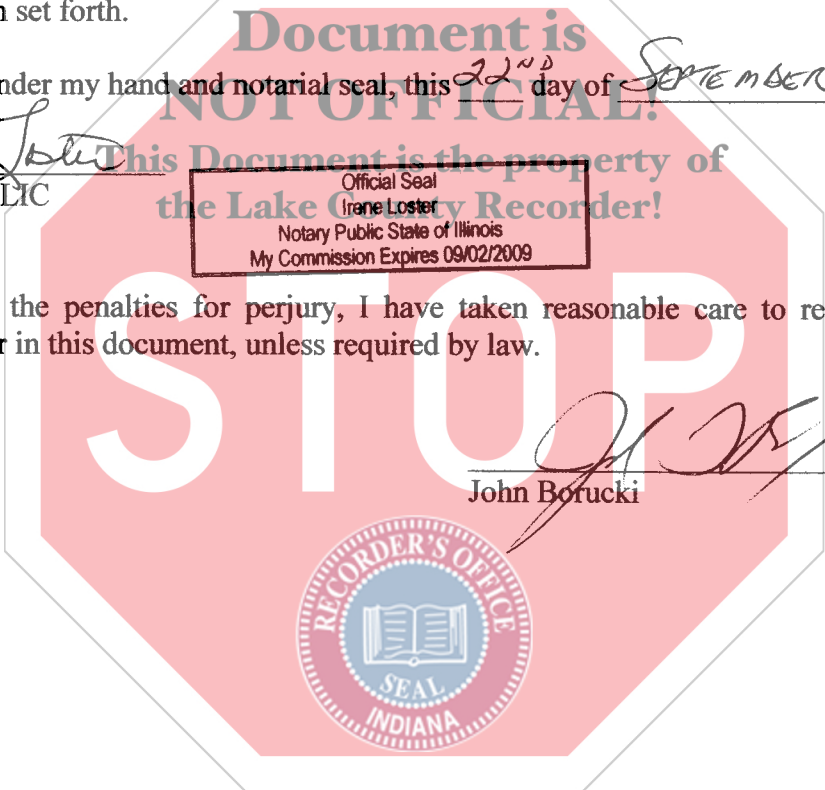 n set forth.
Document is
nder my hand and notarial seal, this 22ND day of SEPTEMBER
NOT OFFICIAL!
This Document is the property of
LIC
the Lake County Recorder!
Official Seal
Irene Loster
Notary Public State of Illinois
My Commission Expires 09/02/2009
the penalties for perjury, I have taken reasonable care to re
r in this document, unless required by law.
STOP
John Borucki
RECORDER'S OFFICE
SEAL
INDIANA